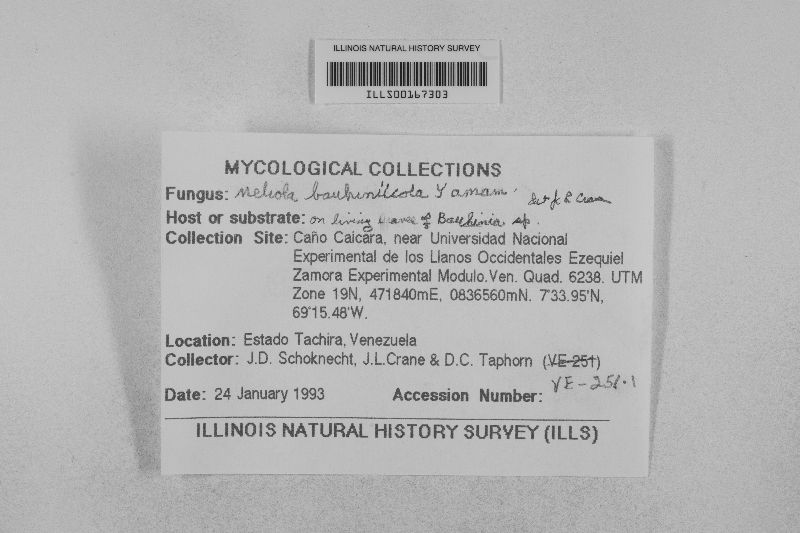 ILLINOIS NATURAL HISTORY SURVEY
ILLS00167303
MYCOLOGICAL COLLECTIONS
Fungus: Meliola bauhiniicola Yamam. Det J. L. Crane
Host or substrate: on living leaves of Bauhinia sp.
Collection Site: Caño Caicara, near Universidad Nacional
Experimental de los Llanos Occidentales Ezequiel
Zamora Experimental Modulo.Ven. Quad. 6238. UTM
Zone 19N, 471840mE, 0836560mN. 7°33.95'N,
69°15.48'W.
Location: Estado Tachira, Venezuela
Collector: J.D. Schoknecht, J.L.Crane & D.C. Taphorn (VE-251)
Date: 24 January 1993 Accession Number: VE-251.1
ILLINOIS NATURAL HISTORY SURVEY (ILLS)